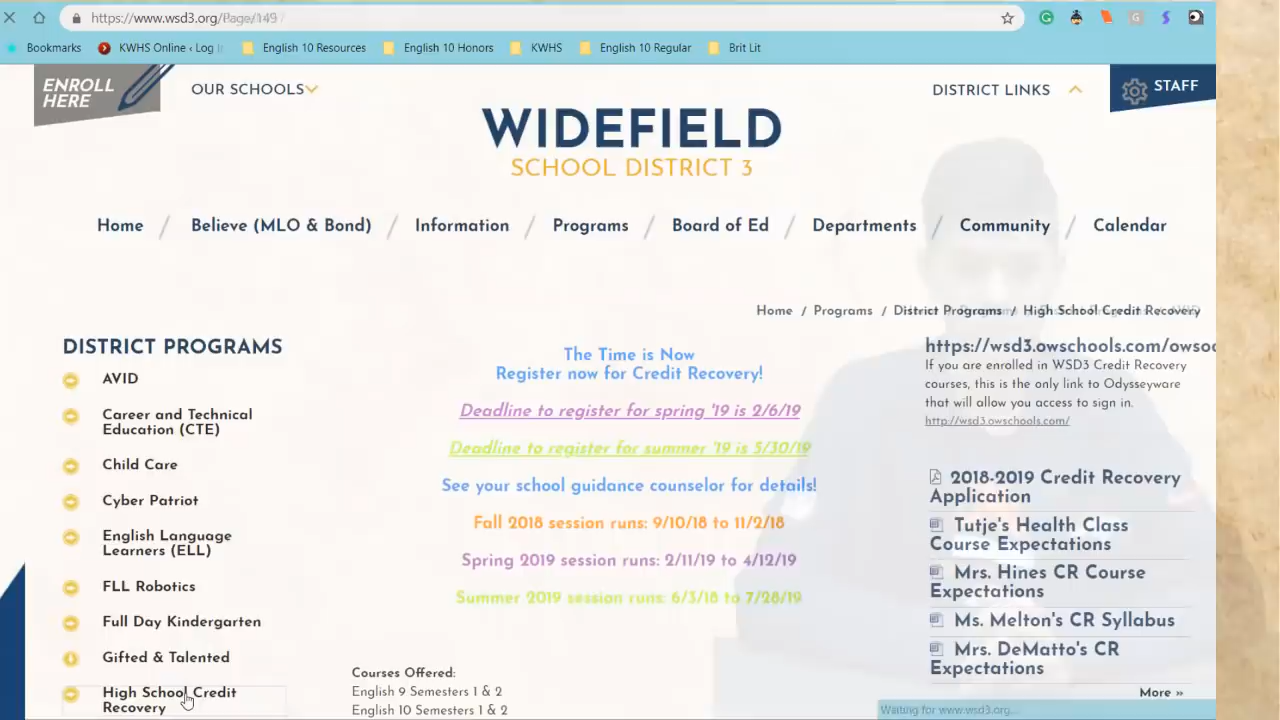 https://www.wsd3.org/Page/149
Bookmarks
KWHS Online ‹ Log I
English 10 Resources
English 10 Honors
KWHS
English 10 Regular
Brit Lit
ENROLL
HERE
OUR SCHOOLS
DISTRICT LINKS
STAFF
WIDEFIELD
SCHOOL DISTRICT 3
Home / Believe (MLO & Bond) / Information / Programs / Board of Ed / Departments / Community / Calendar
Home / Programs / District Programs / High School Credit Recovery
DISTRICT PROGRAMS
AVID
Career and Technical
Education (CTE)
Child Care
Cyber Patriot
English Language
Learners (ELL)
FLL Robotics
Full Day Kindergarten
Gifted & Talented
High School Credit
Recovery
The Time is Now
Register now for Credit Recovery!
Deadline to register for spring '19 is 2/6/19
Deadline to register for summer '19 is 5/30/19
See your school guidance counselor for details!
Fall 2018 session runs: 9/10/18 to 11/2/18
Spring 2019 session runs: 2/11/19 to 4/12/19
Summer 2019 session runs: 6/3/18 to 7/28/19
Courses Offered:
English 9 Semesters 1 & 2
English 10 Semesters 1 & 2
https://wsd3.owschools.com/owsoo
If you are enrolled in WSD3 Credit Recovery
courses, this is the only link to Odysseyware
that will allow you access to sign in.
http://wsd3.owschools.com/
2018-2019 Credit Recovery
Application
Tutje's Health Class
Course Expectations
Mrs. Hines CR Course
Expectations
Ms. Melton's CR Syllabus
Mrs. DeMatto's CR
Expectations
More »
Waiting for www.wsd3.org...